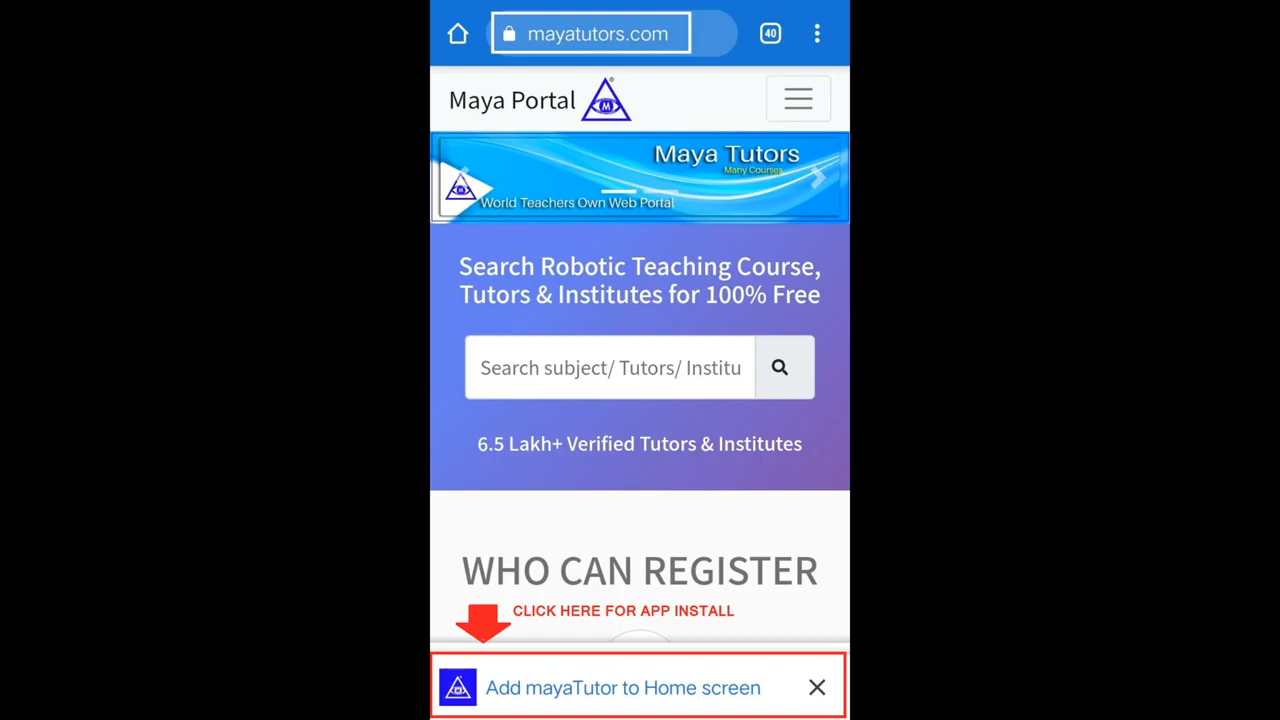 mayatutors.com
40
Maya Portal
M
Maya Tutors
Many Courses
World Teachers Own Web Portal
Search Robotic Teaching Course,
Tutors & Institutes for 100% Free
Search subject/ Tutors/ Institu
6.5 Lakh+ Verified Tutors & Institutes
WHO CAN REGISTER
CLICK HERE FOR APP INSTALL
Add mayaTutor to Home screen